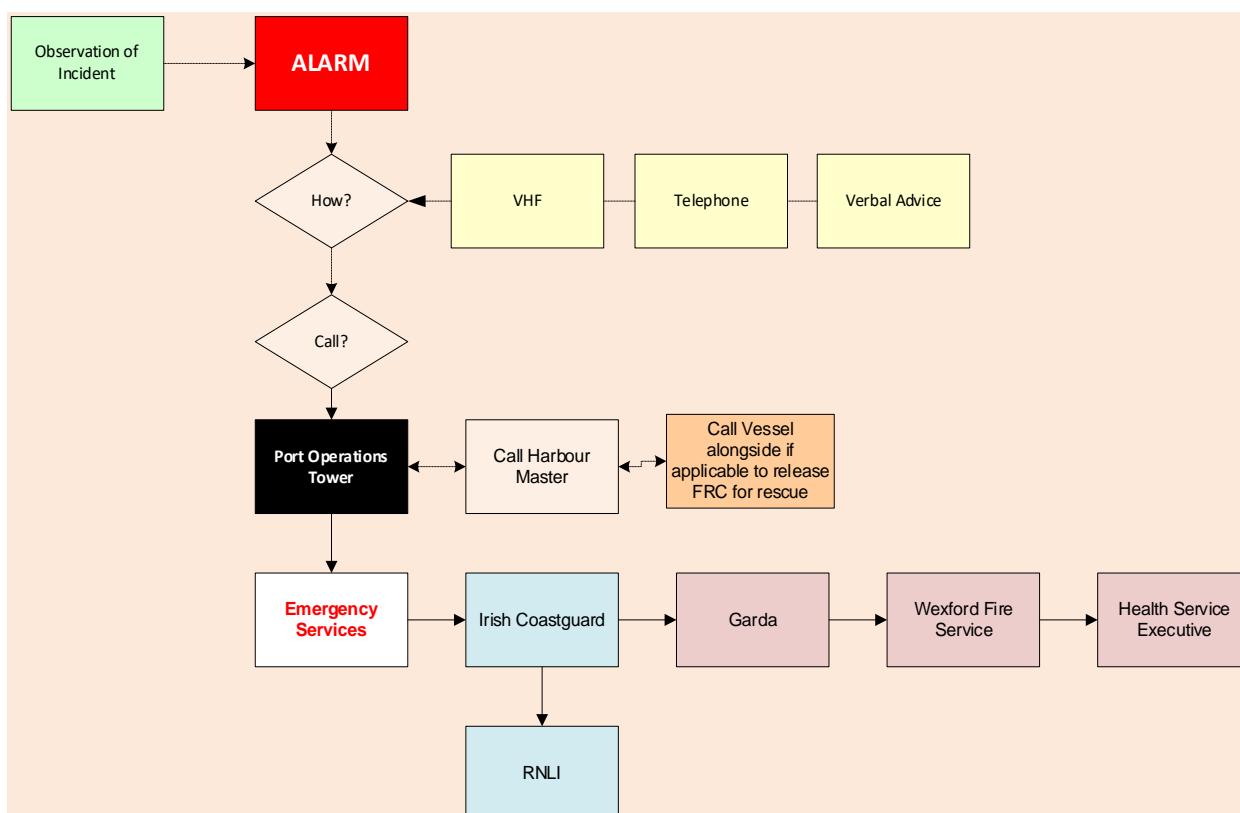 Observation of
Incident
ALARM
How?
VHF
Telephone
Verbal Advice
Call?
Port Operations
Tower
Call Harbour
Master
Call Vessel
alongside if
applicable to release
FRC for rescue
Emergency
Services
Irish Coastguard
Garda
Wexford Fire
Service
Health Service
Executive
RNLI